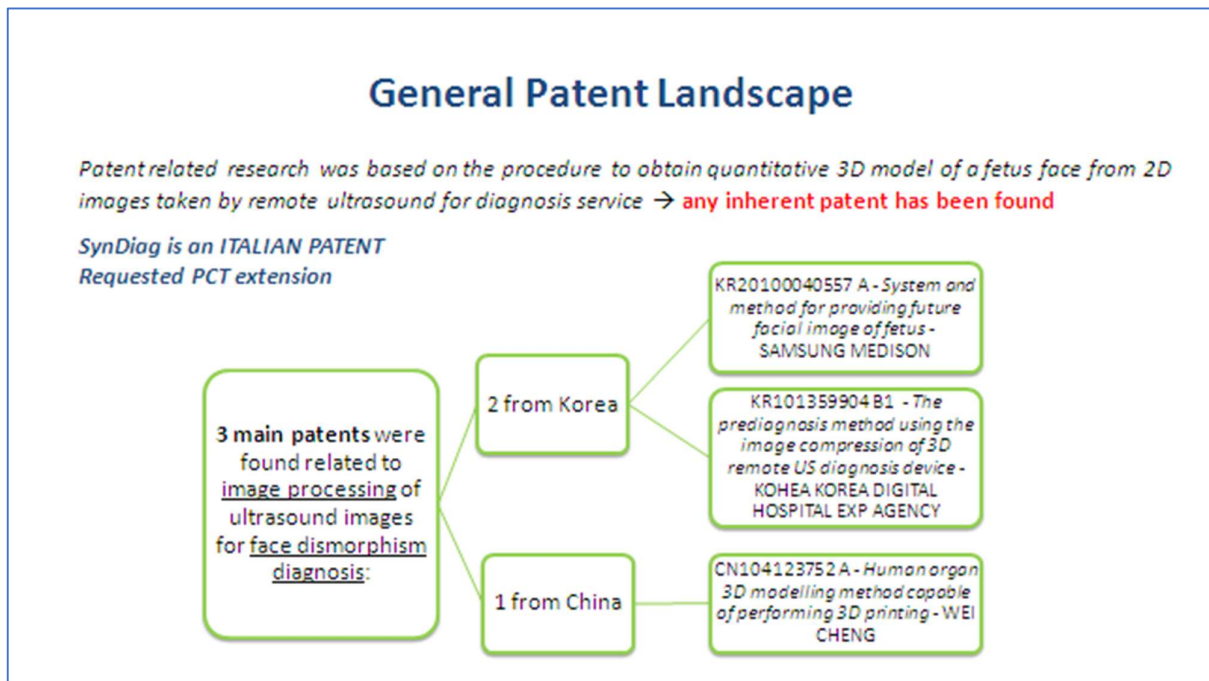 General Patent Landscape
Patent related research was based on the procedure to obtain quantitative 3D model of a fetus face from 2D
images taken by remote ultrasound for diagnosis service → any inherent patent has been found
SynDiag is an ITALIAN PATENT
Requested PCT extension
3 main patents were
found related to
image processing of
ultrasound images
for face dismorphism
diagnosis:
2 from Korea
KR20100040557 A - System and
method for providing future
facial image of fetus -
SAMSUNG MEDISON
KR101359904 B1 - The
prediagnosis method using the
image compression of 3D
remote US diagnosis device -
KOHEA KOREA DIGITAL
HOSPITAL EXP AGENCY
1 from China
CN104123752 A - Human organ
3D modelling method capable
of performing 3D printing - WEI
CHENG